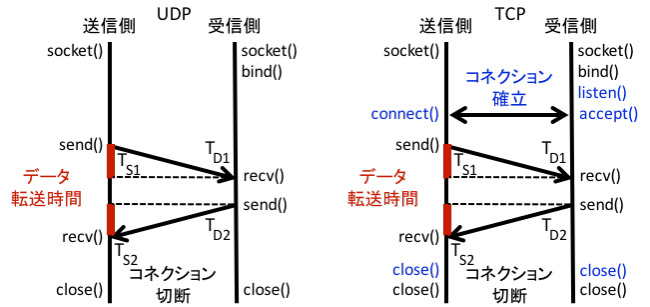 UDP
送信側
受信側
socket()
socket()
bind()
send()
T_S1
T_D1
データ
転送時間
recv()
send()
recv()
T_S2
T_D2
コネクション
切断
close()
close()
TCP
送信側
受信側
socket()
socket()
bind()
listen()
コネクション
確立
connect()
accept()
send()
T_S1
T_D1
データ
転送時間
recv()
send()
recv()
T_S2
T_D2
close()
コネクション
切断
close()
close()
close()